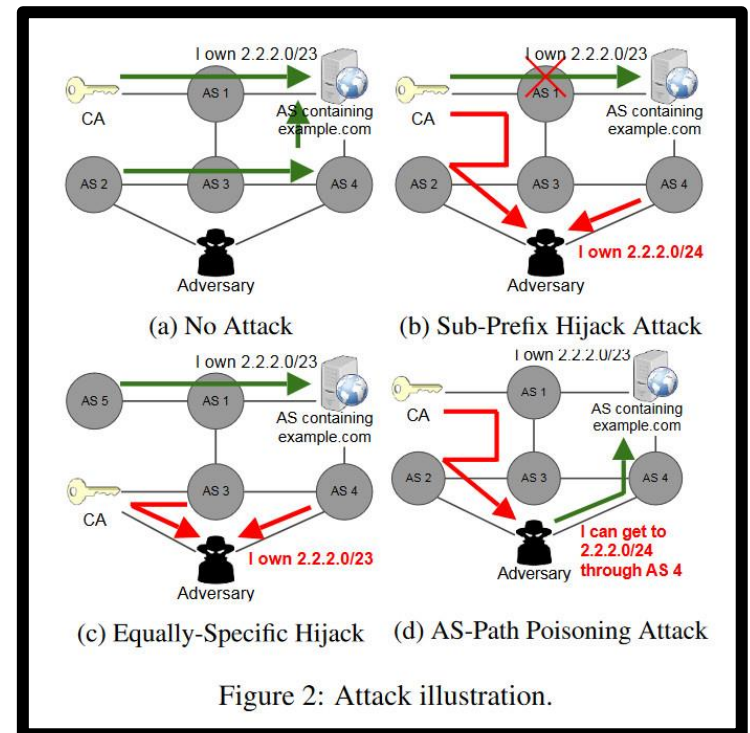 I own 2.2.2.0/23
AS 1
CA
AS containing
example.com
AS 2
AS 3
AS 4
Adversary
(a) No Attack
I own 2.2.2.0/23
AS 1
CA
AS containing
example.com
AS 2
AS 3
AS 4
I own 2.2.2.0/24
Adversary
(b) Sub-Prefix Hijack Attack
I own 2.2.2.0/23
AS 5
AS 1
AS containing
example.com
AS 3
AS 4
CA
I own 2.2.2.0/23
Adversary
(c) Equally-Specific Hijack
I own 2.2.2.0/23
AS 1
CA
AS containing
example.com
AS 2
AS 3
AS 4
I can get to
2.2.2.0/24
through AS 4
Adversary
(d) AS-Path Poisoning Attack
Figure 2: Attack illustration.